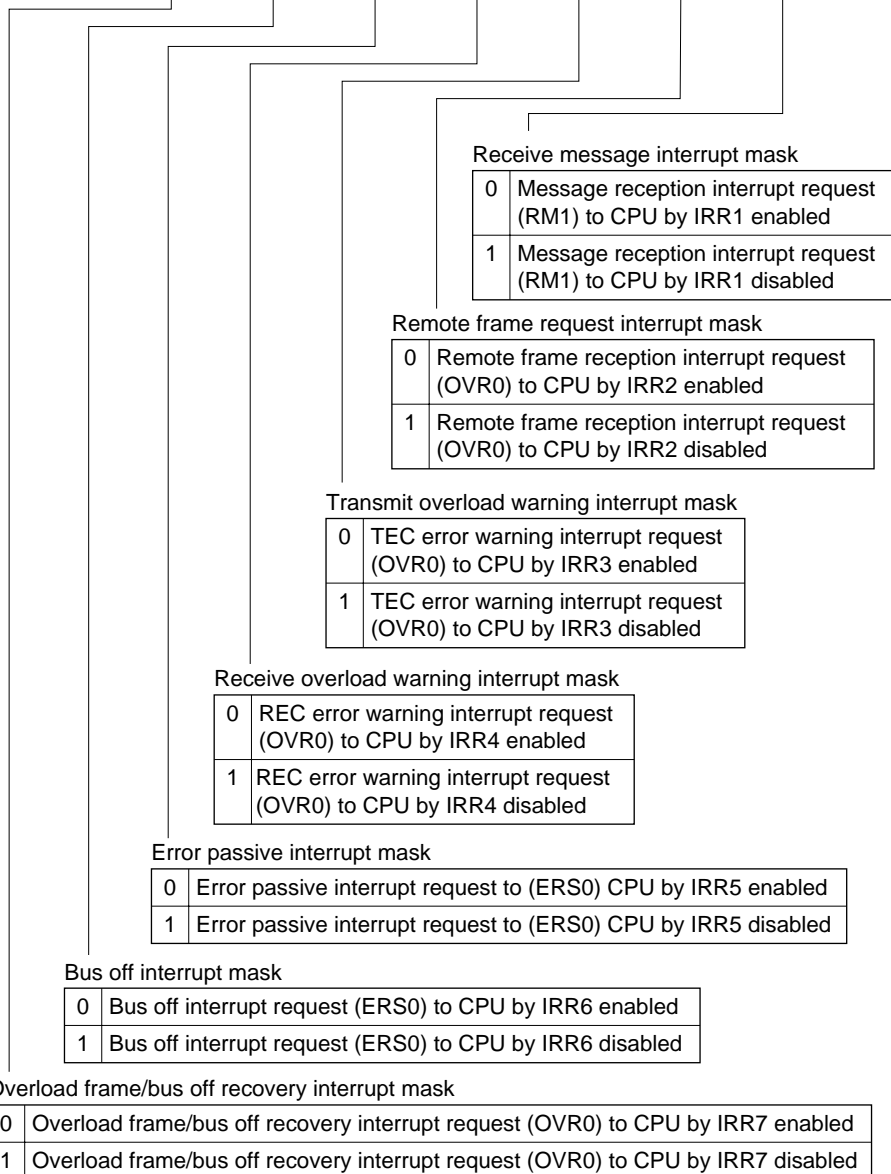 Receive message interrupt mask
0 Message reception interrupt request
(RM1) to CPU by IRR1 enabled
1 Message reception interrupt request
(RM1) to CPU by IRR1 disabled
Remote frame request interrupt mask
0 Remote frame reception interrupt request
(OVR0) to CPU by IRR2 enabled
1 Remote frame reception interrupt request
(OVR0) to CPU by IRR2 disabled
Transmit overload warning interrupt mask
0 TEC error warning interrupt request
(OVR0) to CPU by IRR3 enabled
1 TEC error warning interrupt request
(OVR0) to CPU by IRR3 disabled
Receive overload warning interrupt mask
0 REC error warning interrupt request
(OVR0) to CPU by IRR4 enabled
1 REC error warning interrupt request
(OVR0) to CPU by IRR4 disabled
Error passive interrupt mask
0 Error passive interrupt request to (ERS0) CPU by IRR5 enabled
1 Error passive interrupt request to (ERS0) CPU by IRR5 disabled
Bus off interrupt mask
0 Bus off interrupt request (ERS0) to CPU by IRR6 enabled
1 Bus off interrupt request (ERS0) to CPU by IRR6 disabled
Overload frame/bus off recovery interrupt mask
0 Overload frame/bus off recovery interrupt request (OVR0) to CPU by IRR7 enabled
1 Overload frame/bus off recovery interrupt request (OVR0) to CPU by IRR7 disabled